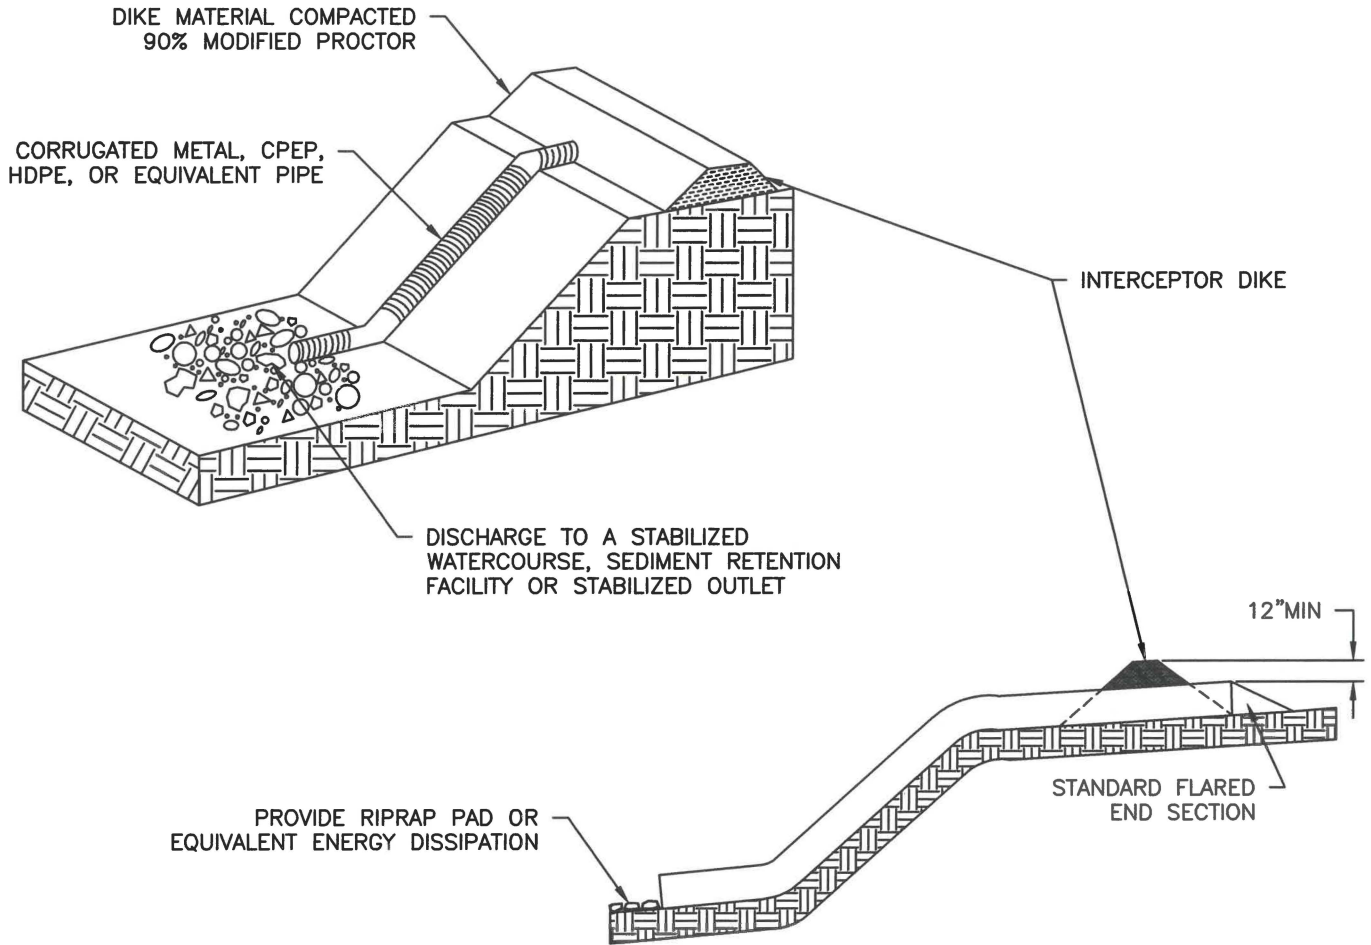 DIKE MATERIAL COMPACTED
90% MODIFIED PROCTOR
CORRUGATED METAL, CPEP,
HDPE, OR EQUIVALENT PIPE
INTERCEPTOR DIKE
DISCHARGE TO A STABILIZED
WATERCOURSE, SEDIMENT RETENTION
FACILITY OR STABILIZED OUTLET
12"MIN
STANDARD FLARED
END SECTION
PROVIDE RIPRAP PAD OR
EQUIVALENT ENERGY DISSIPATION